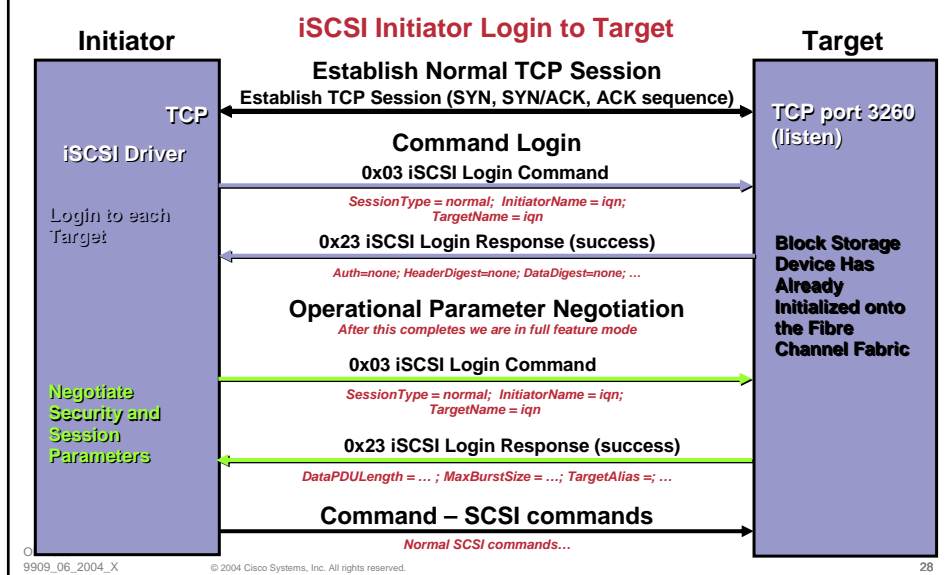 iSCSI Initiator Login to Target
Initiator
Target
Establish Normal TCP Session
Establish TCP Session (SYN, SYN/ACK, ACK sequence)
TCP
TCP port 3260
(listen)
iSCSI Driver
Command Login
0x03 iSCSI Login Command
SessionType = normal; InitiatorName = iqn;
TargetName = iqn
Login to each
Target
0x23 iSCSI Login Response (success)
Auth=none; HeaderDigest=none; DataDigest=none; …
Block Storage
Device Has
Already
Initialized onto
the Fibre
Channel Fabric
Operational Parameter Negotiation
After this completes we are in full feature mode
0x03 iSCSI Login Command
SessionType = normal; InitiatorName = iqn;
TargetName = iqn
Negotiate
Security and
Session
Parameters
0x23 iSCSI Login Response (success)
DataPDULength = … ; MaxBurstSize = …; TargetAlias =; …
Command – SCSI commands
Normal SCSI commands…
9909_06_2004_X
© 2004 Cisco Systems, Inc. All rights reserved.
28